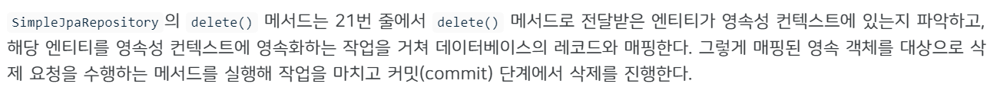 SimpleJpaRepository 의 delete() 메서드는 21번 줄에서 delete() 메서드로 전달받은 엔티티가 영속성 컨텍스트에 있는지 파악하고,
해당 엔티티를 영속성 컨텍스트에 영속화하는 작업을 거쳐 데이터베이스의 레코드와 매핑한다. 그렇게 매핑된 영속 객체를 대상으로 삭
제 요청을 수행하는 메서드를 실행해 작업을 마치고 커밋(commit) 단계에서 삭제를 진행한다.